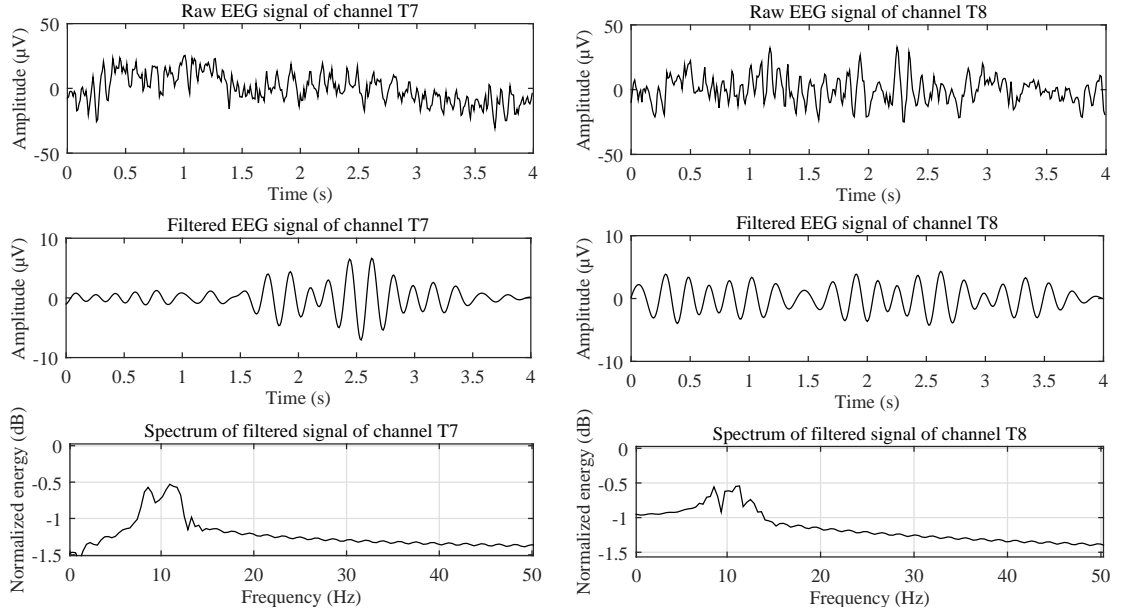 Raw EEG signal of channel T7
Amplitude (µV)
50
0
-50
0 0.5 1 1.5 2 2.5 3 3.5 4
Time (s)
Raw EEG signal of channel T8
Amplitude (µV)
50
0
-50
0 0.5 1 1.5 2 2.5 3 3.5 4
Time (s)
Filtered EEG signal of channel T7
Amplitude (µV)
10
0
-10
0 0.5 1 1.5 2 2.5 3 3.5 4
Time (s)
Filtered EEG signal of channel T8
Amplitude (µV)
10
0
-10
0 0.5 1 1.5 2 2.5 3 3.5 4
Time (s)
Spectrum of filtered signal of channel T7
Normalized energy (dB)
0
-0.5
-1
-1.5
0 10 20 30 40 50
Frequency (Hz)
Spectrum of filtered signal of channel T8
Normalized energy (dB)
0
-0.5
-1
-1.5
0 10 20 30 40 50
Frequency (Hz)